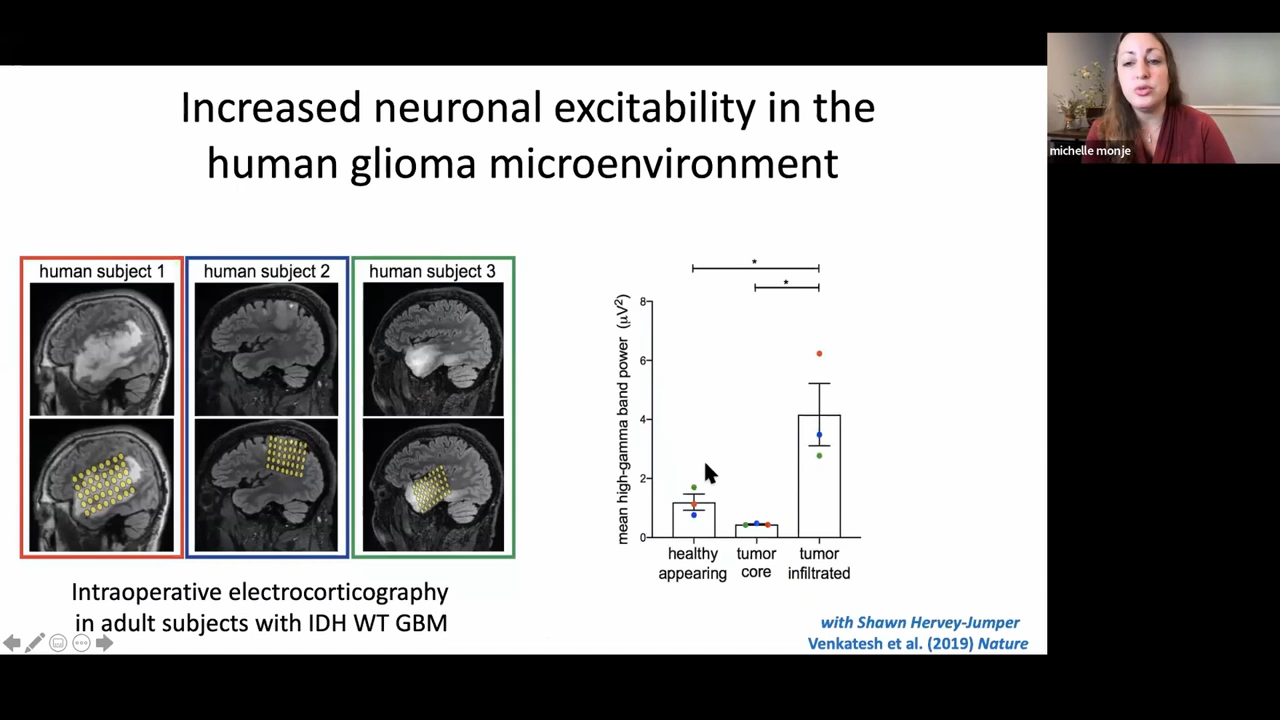 Increased neuronal excitability in the
human glioma microenvironment
michelle monje
human subject 1
human subject 2
human subject 3
Intraoperative electrocorticography
in adult subjects with IDH WT GBM
*
*
mean high-gamma band power (μV²)
8
6
4
2
0
healthy
appearing
tumor
core
tumor
infiltrated
with Shawn Hervey-Jumper
Venkatesh et al. (2019) Nature